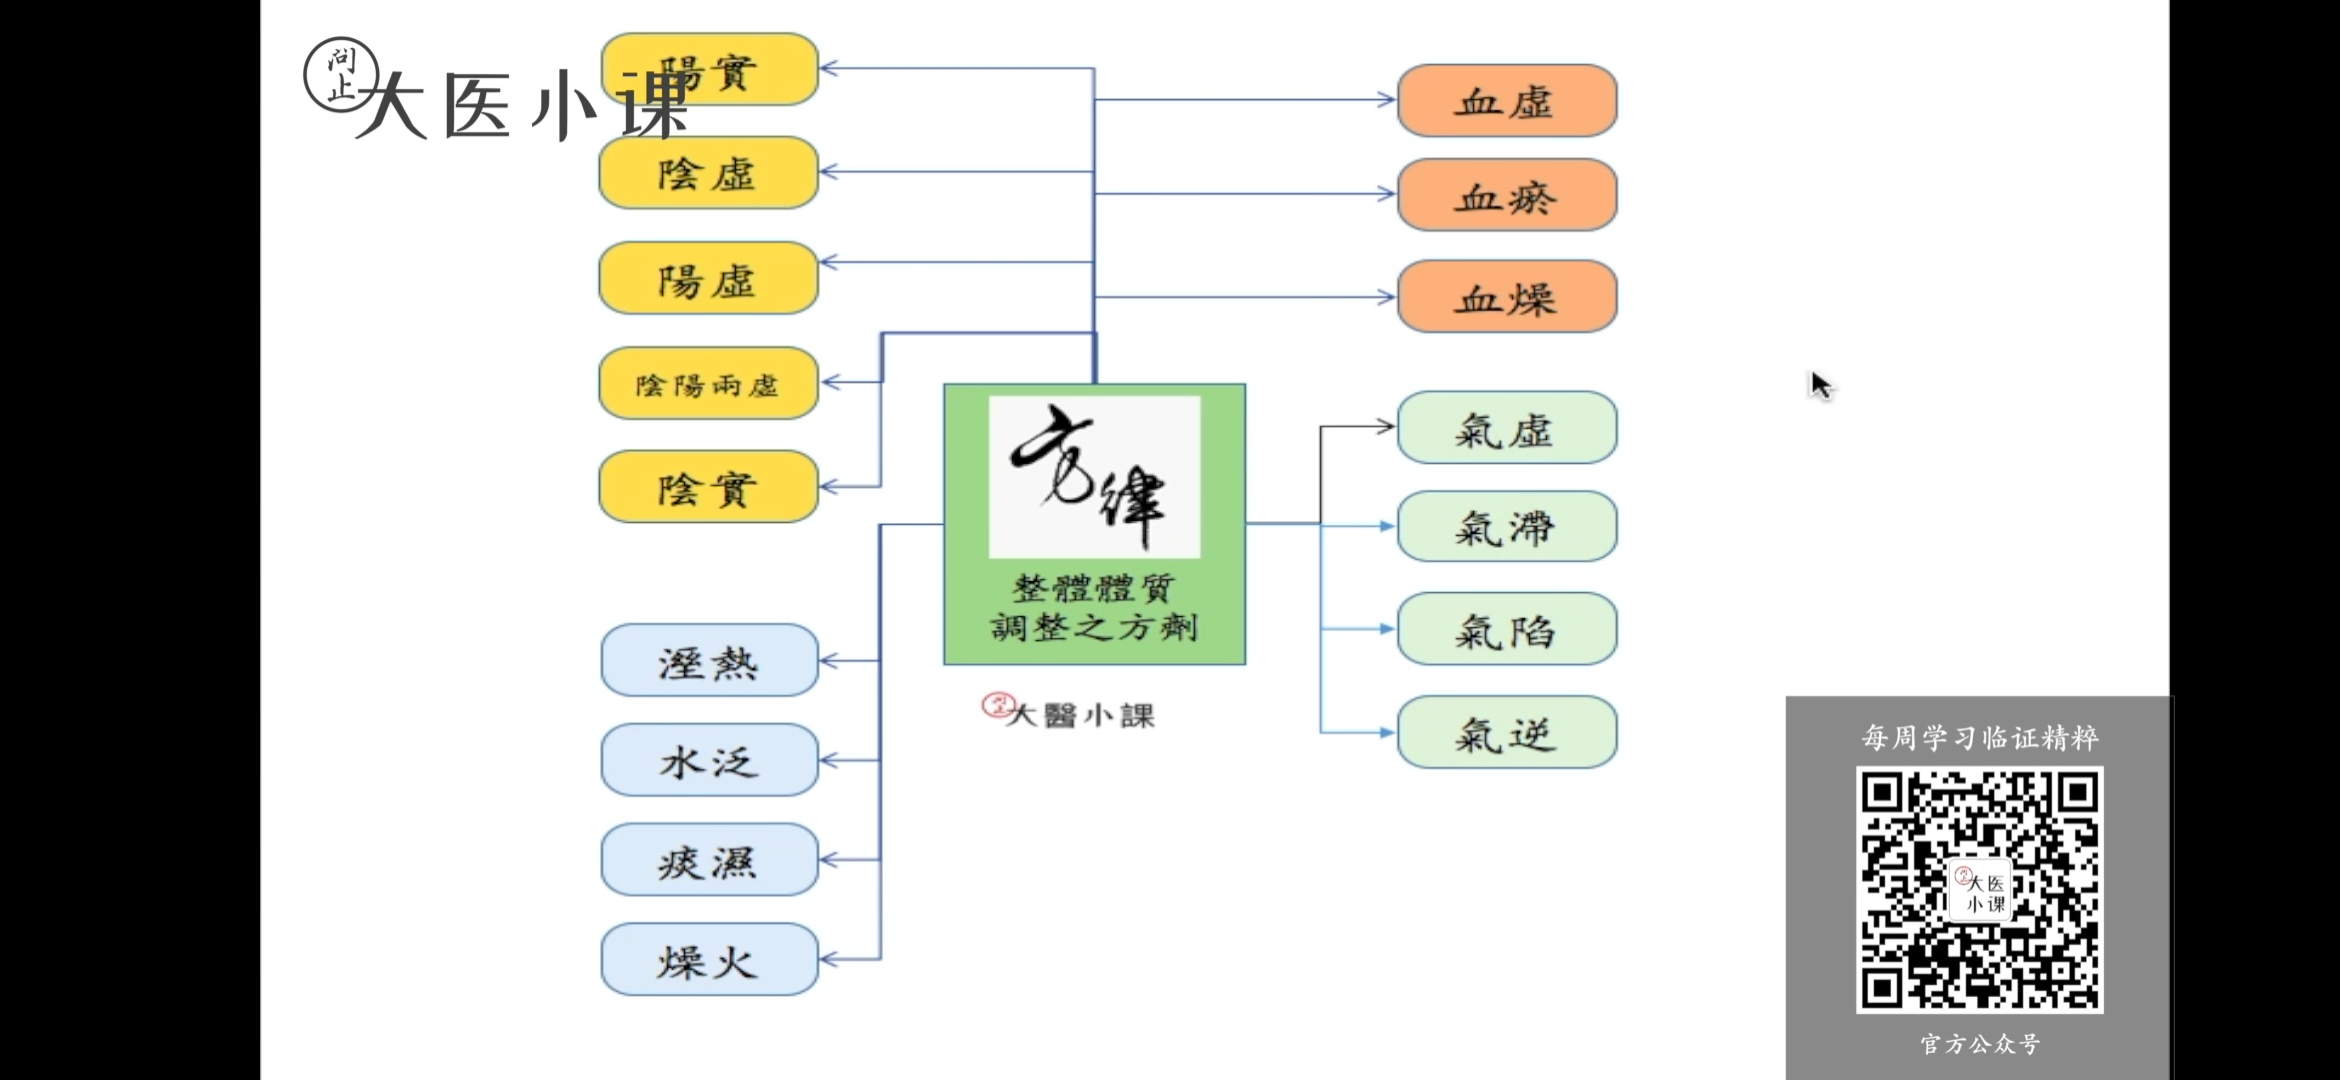 问止
大医小课
陽實
陰虛
陽虛
陰陽兩虛
陰實
溼熱
水泛
痰濕
燥火
方律
整體體質
調整之方劑
问止
大醫小課
血虛
血瘀
血燥
氣虛
氣滯
氣陷
氣逆
每周学习临证精粹
大医
小课
官方公众号